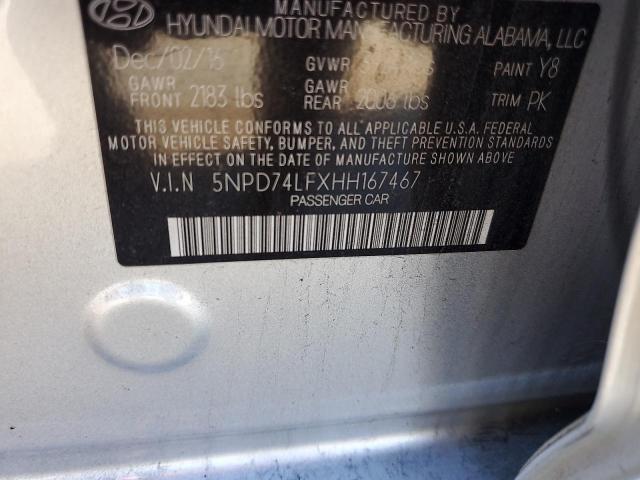 MANUFACTURED BY
HYUNDAI MOTOR MANUFACTURING ALABAMA, LLC
Dec/02/16 GVWR PAINT Y8
GAWR GAWR
FRONT 2183 lbs REAR lbs TRIM PK
THIS VEHICLE CONFORMS TO ALL APPLICABLE U.S.A. FEDERAL
MOTOR VEHICLE SAFETY, BUMPER, AND THEFT PREVENTION STANDARDS
IN EFFECT ON THE DATE OF MANUFACTURE SHOWN ABOVE.
V.I.N 5NPD74LFXHH167467
PASSENGER CAR